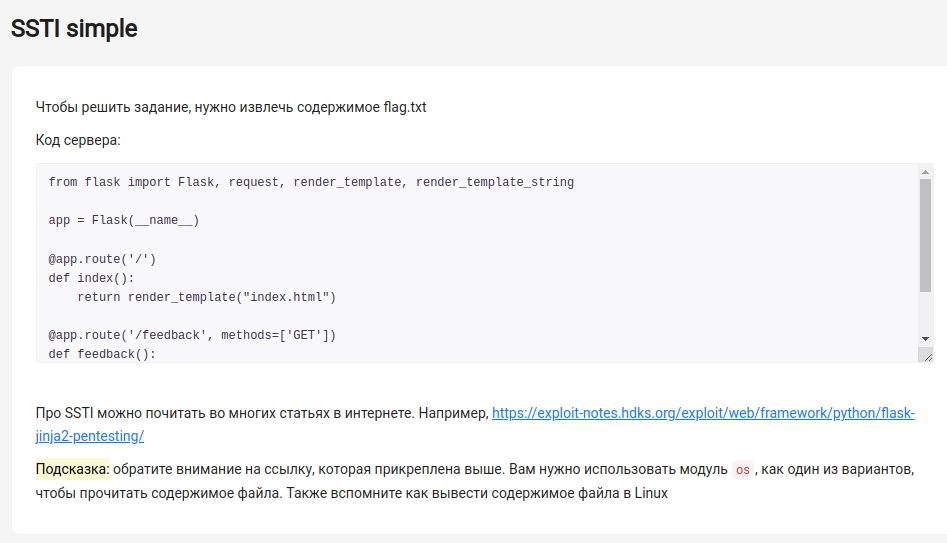 SSTI simple
Чтобы решить задание, нужно извлечь содержимое flag.txt
Код сервера:
from flask import Flask, request, render_template, render_template_string
app = Flask(__name__)
@app.route('/')
def index():
    return render_template("index.html")
@app.route('/feedback', methods=['GET'])
def feedback():
Про SSTI можно почитать во многих статьях в интернете. Например, https://exploit-notes.hdks.org/exploit/web/framework/python/flask-
jinja2-pentesting/
Подсказка: обратите внимание на ссылку, которая прикреплена выше. Вам нужно использовать модуль os , как один из вариантов,
чтобы прочитать содержимое файла. Также вспомните как вывести содержимое файла в Linux